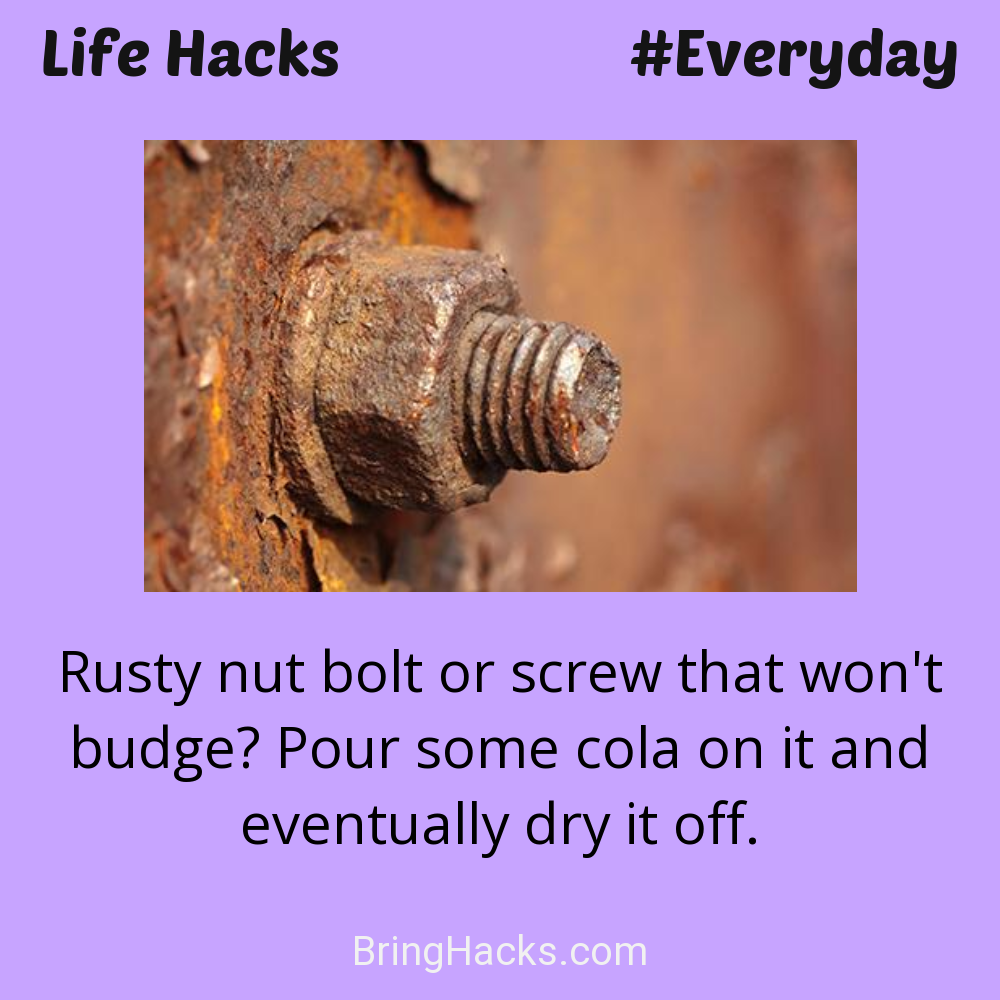 Life Hacks
#Everyday
Rusty nut bolt or screw that won't
budge? Pour some cola on it and
eventually dry it off.
BringHacks.com